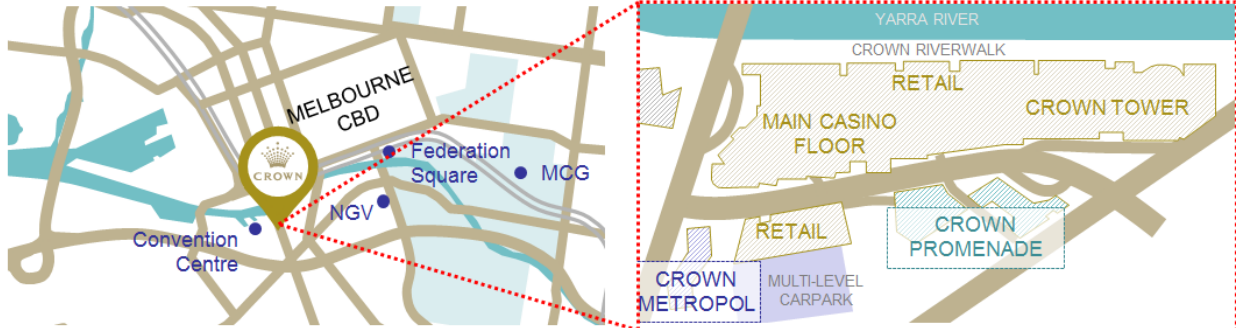 MELBOURNE
CBD
CROWN
Federation
Square
MCG
NGV
Convention
Centre
YARRA RIVER
CROWN RIVERWALK
RETAIL
CROWN TOWER
MAIN CASINO
FLOOR
RETAIL
CROWN
PROMENADE
CROWN
METROPOL
MULTI-LEVEL
CARPARK